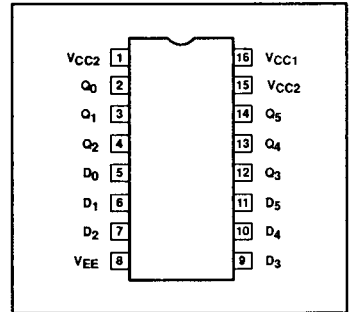 VCC2 1 16 VCC1
Q0 2 15 VCC2
Q1 3 14 Q5
Q2 4 13 Q4
D0 5 12 Q3
D1 6 11 D5
D2 7 10 D4
VEE 8 9 D3